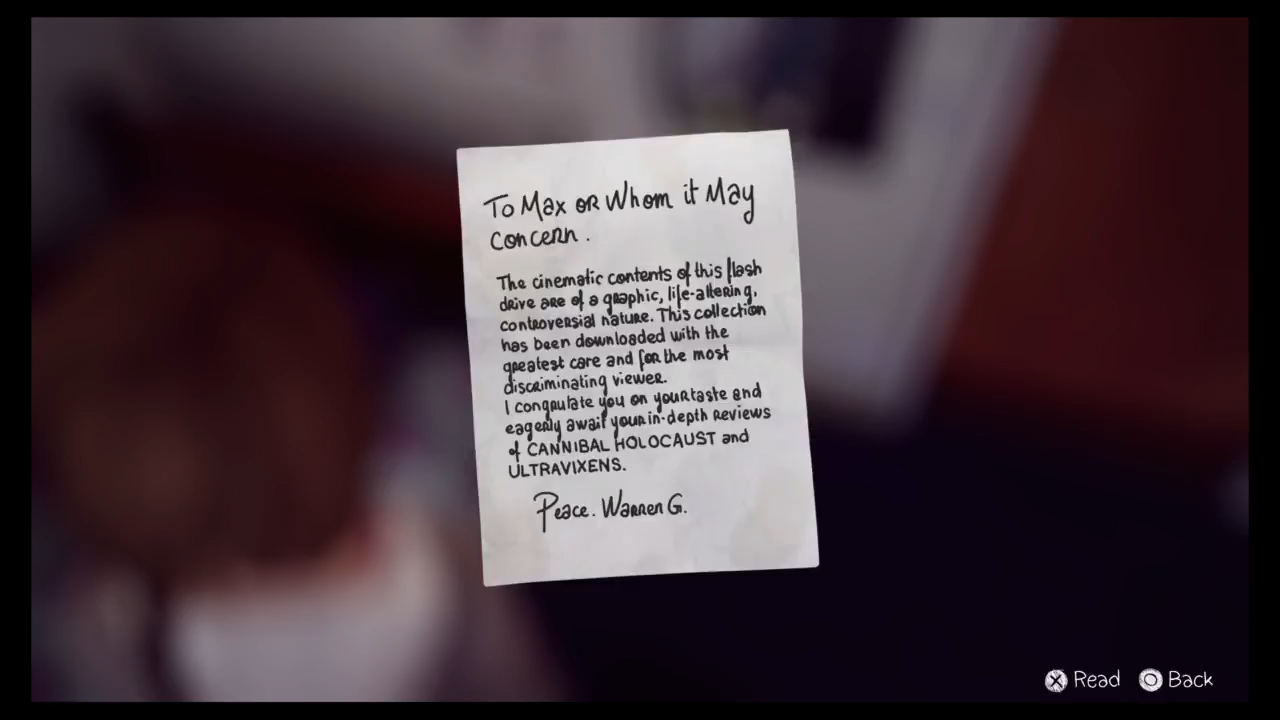 To Max or Whom it May
Concern.
The cinematic contents of this flash
drive are of a graphic, life-altering,
controversial nature. This collection
has been downloaded with the
greatest care and for the most
discriminating viewer.
I congrulate you on your taste and
eagerly await your in-depth reviews
of CANNIBAL HOLOCAUST and
ULTRAVIXENS.
Peace. Warren G.
Read Back